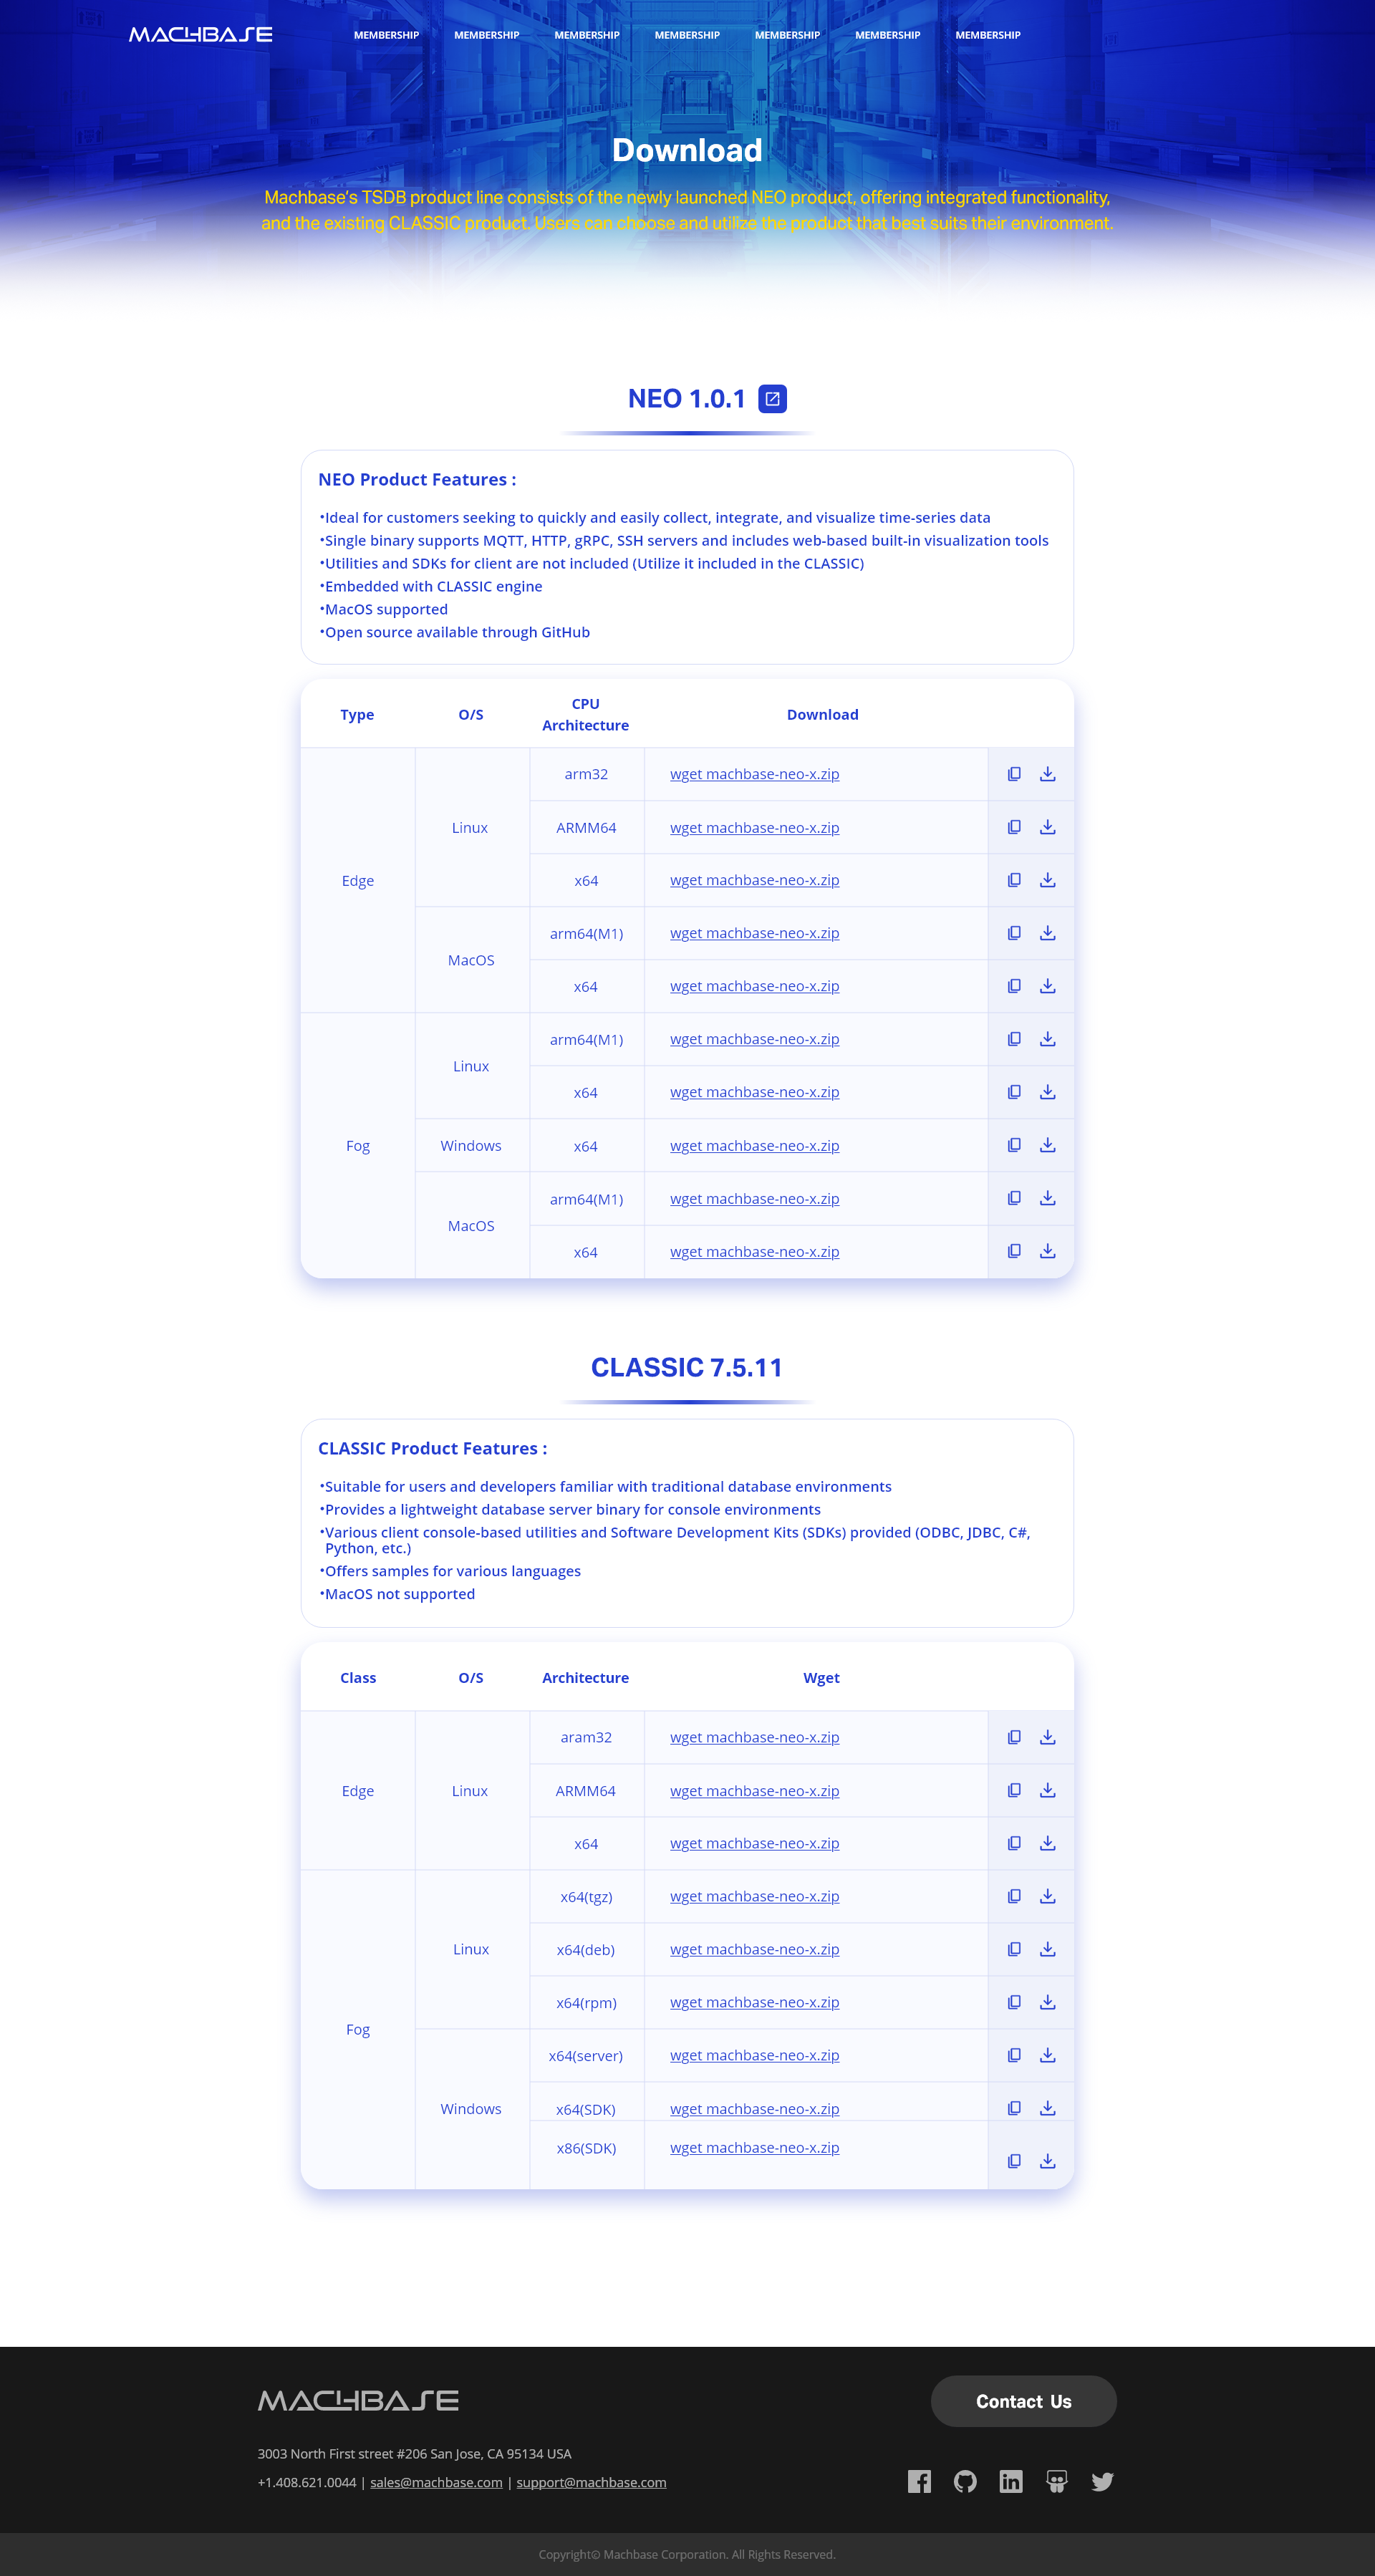 MACHBASE
MEMBERSHIP MEMBERSHIP MEMBERSHIP MEMBERSHIP MEMBERSHIP MEMBERSHIP MEMBERSHIP
Download
Machbase's TSDB product line consists of the newly launched NEO product, offering integrated functionality,
and the existing CLASSIC product. Users can choose and utilize the product that best suits their environment.
NEO 1.0.1
NEO Product Features :
•Ideal for customers seeking to quickly and easily collect, integrate, and visualize time-series data
•Single binary supports MQTT, HTTP, gRPC, SSH servers and includes web-based built-in visualization tools
•Utilities and SDKs for client are not included (Utilize it included in the CLASSIC)
•Embedded with CLASSIC engine
•MacOS supported
•Open source available through GitHub
Type O/S CPU Download
Architecture
arm32 wget machbase-neo-x.zip
Linux ARMM64 wget machbase-neo-x.zip
Edge x64 wget machbase-neo-x.zip
arm64(M1) wget machbase-neo-x.zip
MacOS
x64 wget machbase-neo-x.zip
arm64(M1) wget machbase-neo-x.zip
Linux
x64 wget machbase-neo-x.zip
Fog Windows x64 wget machbase-neo-x.zip
arm64(M1) wget machbase-neo-x.zip
MacOS
x64 wget machbase-neo-x.zip
CLASSIC 7.5.11
CLASSIC Product Features :
•Suitable for users and developers familiar with traditional database environments
•Provides a lightweight database server binary for console environments
•Various client console-based utilities and Software Development Kits (SDKs) provided (ODBC, JDBC, C#,
Python, etc.)
•Offers samples for various languages
•MacOS not supported
Class O/S Architecture Wget
aram32 wget machbase-neo-x.zip
Edge Linux ARMM64 wget machbase-neo-x.zip
x64 wget machbase-neo-x.zip
x64(tgz) wget machbase-neo-x.zip
Linux x64(deb) wget machbase-neo-x.zip
x64(rpm) wget machbase-neo-x.zip
Fog
x64(server) wget machbase-neo-x.zip
Windows x64(SDK) wget machbase-neo-x.zip
x86(SDK) wget machbase-neo-x.zip
MACHBASE
Contact Us
3003 North First street #206 San Jose, CA 95134 USA
+1.408.621.0044 | sales@machbase.com | support@machbase.com
Copyright© Machbase Corporation. All Rights Reserved.